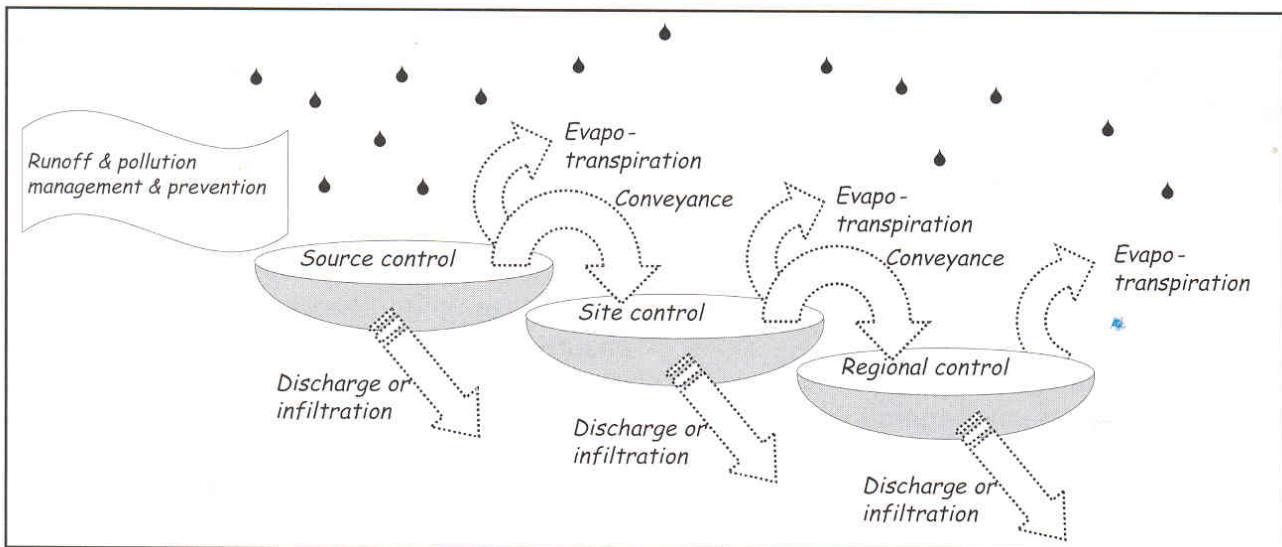 Runoff & pollution
management & prevention
Evapo-
transpiration
Conveyance
Source control
Discharge or
infiltration
Evapo-
transpiration
Conveyance
Site control
Discharge or
infiltration
Evapo-
transpiration
Regional control
Discharge or
infiltration